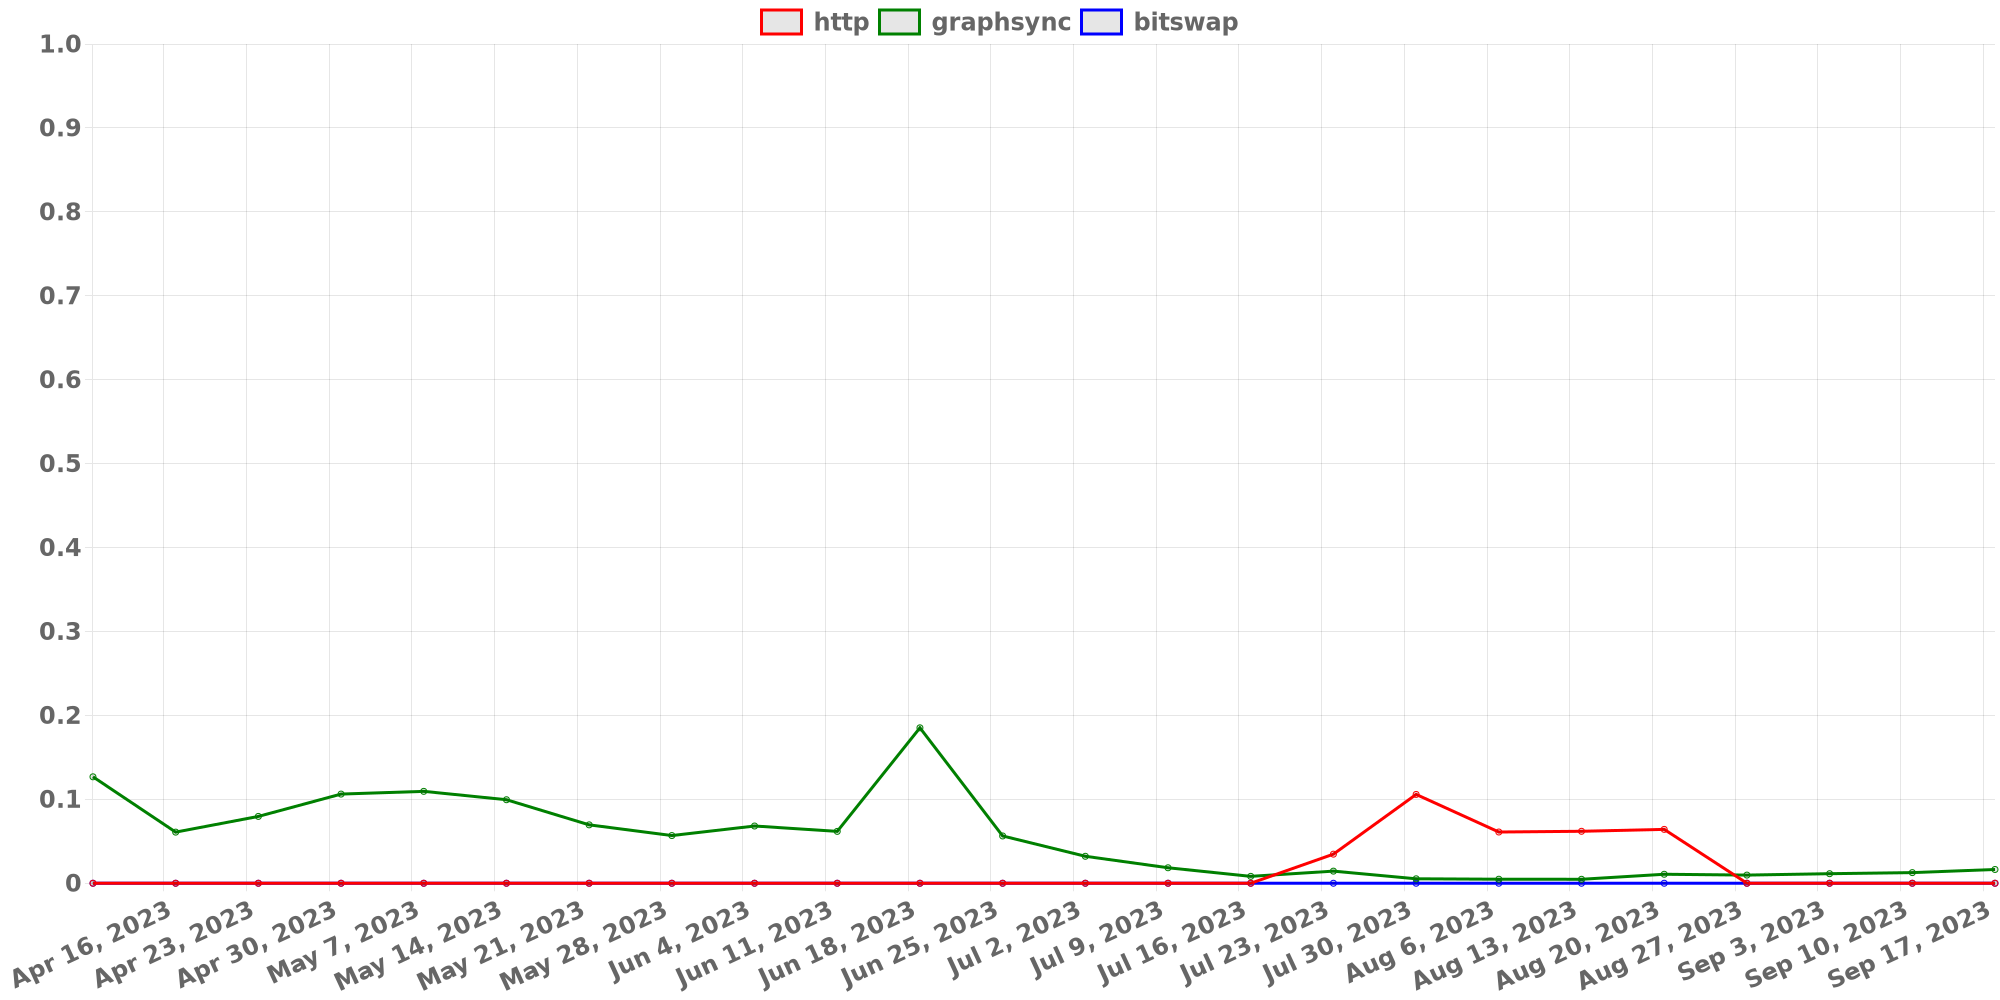 http graphsync bitswap
1.0
0.9
0.8
0.7
0.6
0.5
0.4
0.3
0.2
0.1
0
Apr 16, 2023
Apr 23, 2023
Apr 30, 2023
May 7, 2023
May 14, 2023
May 21, 2023
May 28, 2023
Jun 4, 2023
Jun 11, 2023
Jun 18, 2023
Jun 25, 2023
Jul 2, 2023
Jul 9, 2023
Jul 16, 2023
Jul 23, 2023
Jul 30, 2023
Aug 6, 2023
Aug 13, 2023
Aug 20, 2023
Aug 27, 2023
Sep 3, 2023
Sep 10, 2023
Sep 17, 2023